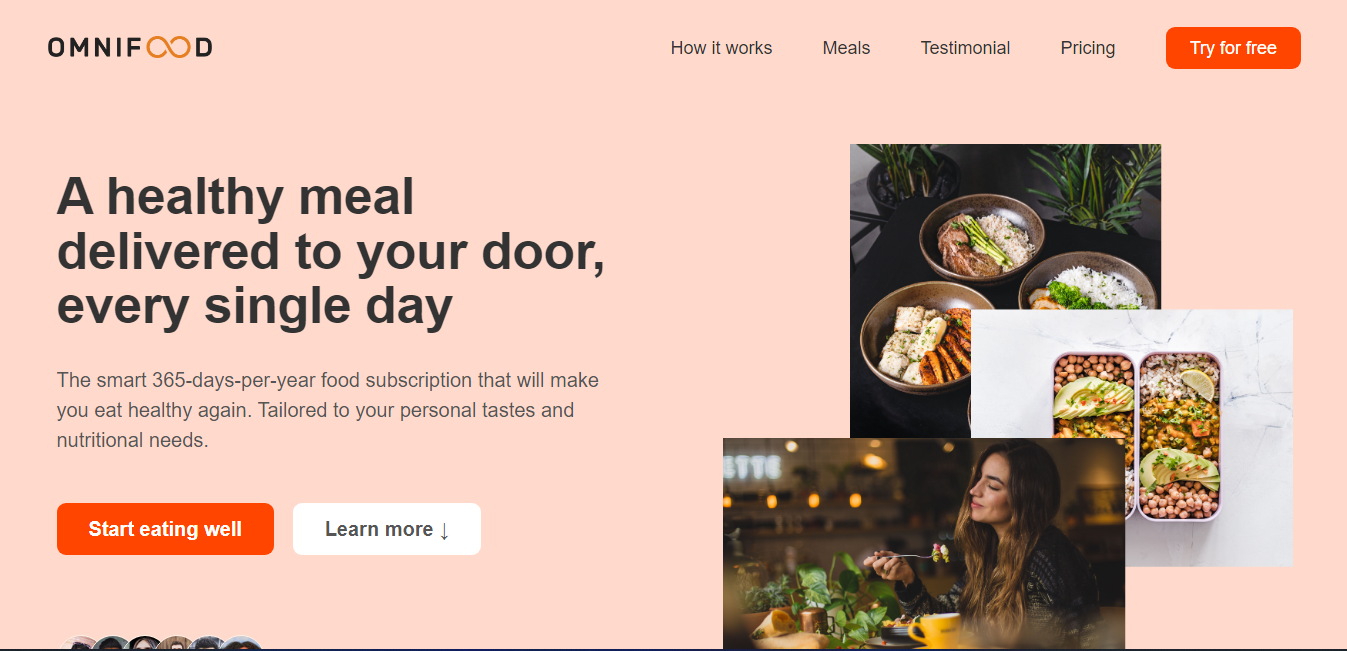 OMNIFOOD
How it works
Meals
Testimonial
Pricing
Try for free
A healthy meal
delivered to your door,
every single day
The smart 365-days-per-year food subscription that will make
you eat healthy again. Tailored to your personal tastes and
nutritional needs.
Start eating well
Learn more ↓
ETTE